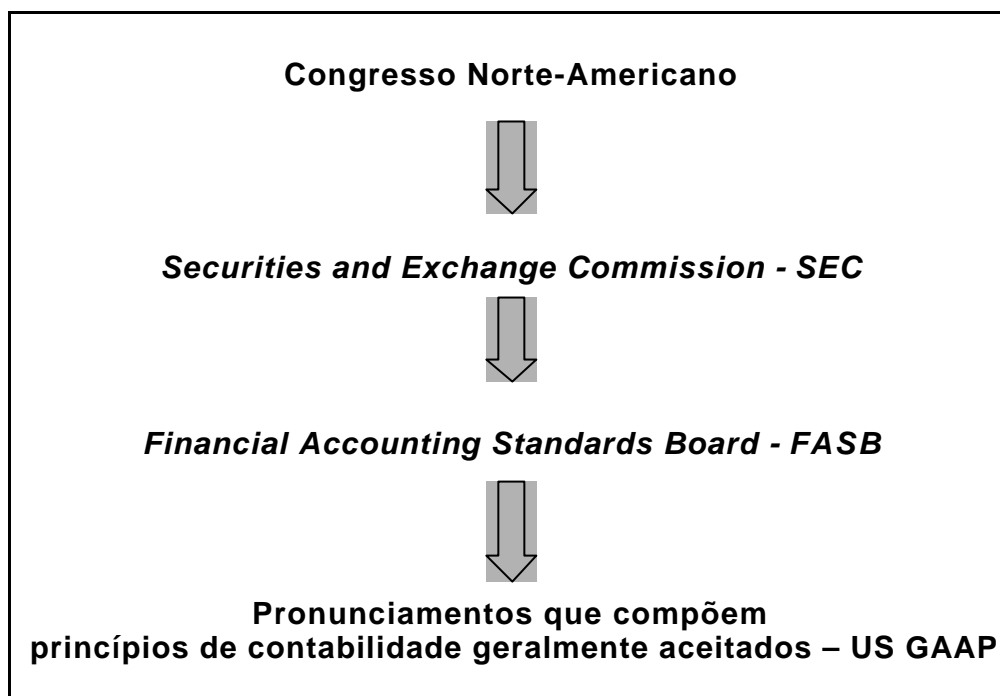 Congresso Norte-Americano
Securities and Exchange Commission - SEC
Financial Accounting Standards Board - FASB
Pronunciamentos que compõem
princípios de contabilidade geralmente aceitados – US GAAP